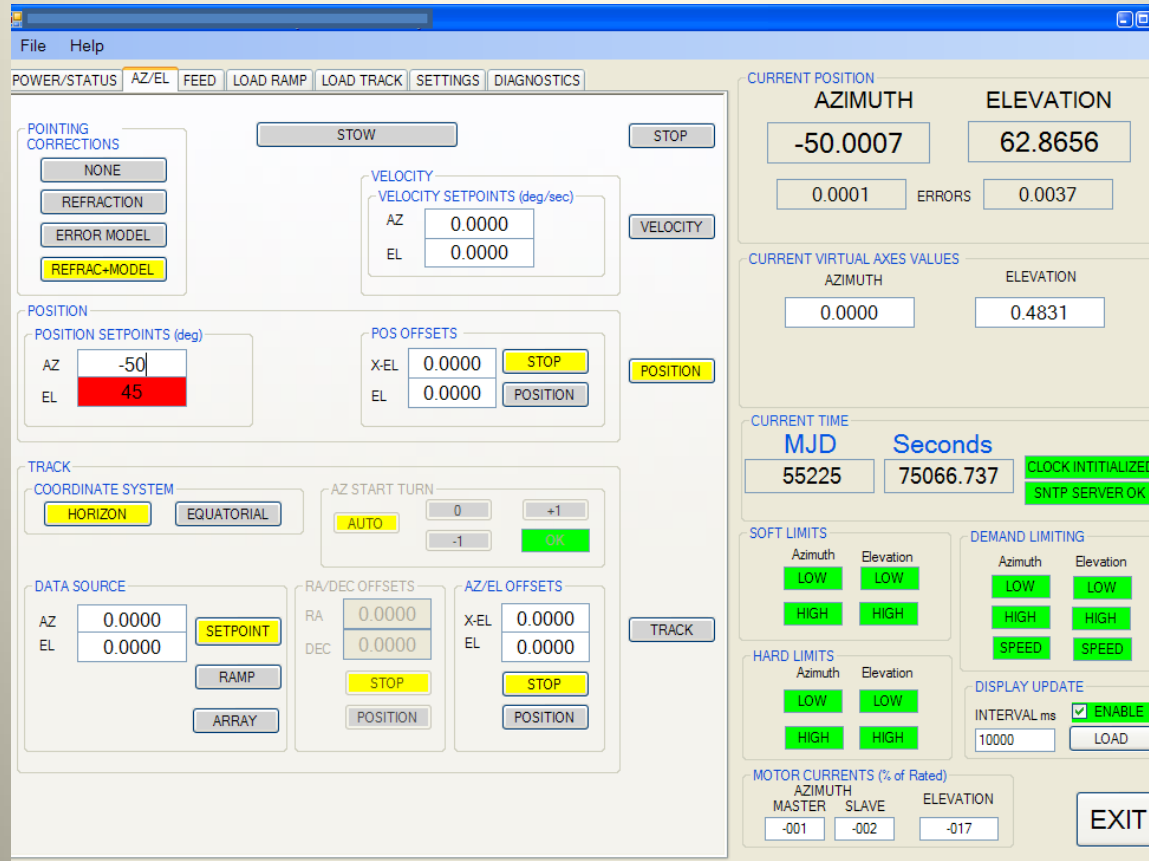 File Help
POWER/STATUS AZ/EL FEED LOAD RAMP LOAD TRACK SETTINGS DIAGNOSTICS
POINTING CORRECTIONS
NONE
REFRACTION
ERROR MODEL
REFRAC+MODEL
STOW
STOP
VELOCITY
VELOCITY SETPOINTS (deg/sec)
AZ 0.0000
EL 0.0000
VELOCITY
POSITION
POSITION SETPOINTS (deg)
AZ -50
EL 45
POS OFFSETS
X-EL 0.0000 STOP
EL 0.0000 POSITION
POSITION
TRACK
COORDINATE SYSTEM
HORIZON EQUATORIAL
AZ START TURN
AUTO 0 +1
-1 OK
DATA SOURCE
AZ 0.0000
EL 0.0000
SETPOINT
RAMP
ARRAY
RA/DEC OFFSETS
RA 0.0000
DEC 0.0000
STOP
POSITION
AZ/EL OFFSETS
X-EL 0.0000
EL 0.0000
STOP
POSITION
TRACK
CURRENT POSITION
AZIMUTH ELEVATION
-50.0007 62.8656
0.0001 ERRORS 0.0037
CURRENT VIRTUAL AXES VALUES
AZIMUTH ELEVATION
0.0000 0.4831
CURRENT TIME
MJD Seconds
55225 75066.737
CLOCK INTITIALIZED
SNTP SERVER OK
SOFT LIMITS
Azimuth Elevation
LOW LOW
HIGH HIGH
DEMAND LIMITING
Azimuth Elevation
LOW LOW
HIGH HIGH
SPEED SPEED
HARD LIMITS
Azimuth Elevation
LOW LOW
HIGH HIGH
DISPLAY UPDATE
INTERVAL ms ENABLE
10000 LOAD
MOTOR CURRENTS (% of Rated)
AZIMUTH
MASTER SLAVE ELEVATION
-001 -002 -017
EXIT